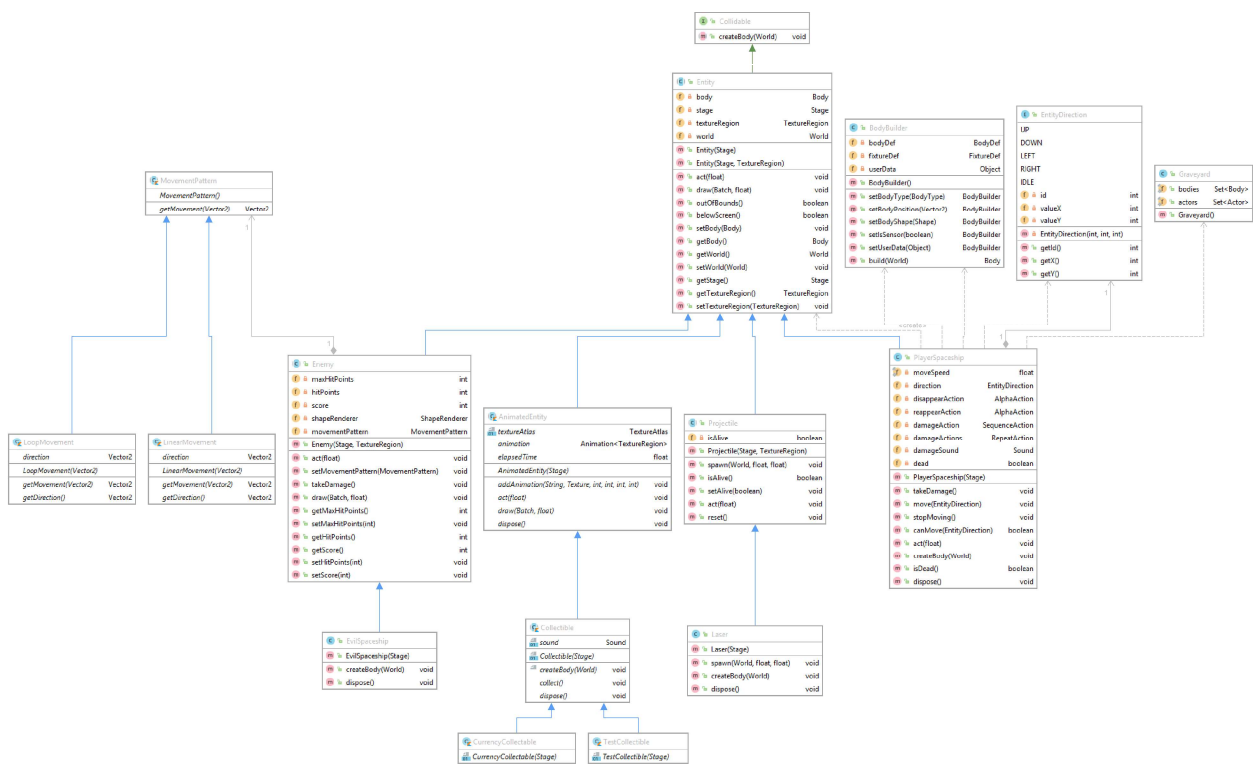 Collidable
createBody(World) void
Entity
body Body
stage Stage
textureRegion TextureRegion
world World
Entity(Stage)
Entity(Stage, TextureRegion)
act(float) void
draw(Batch, float) void
outOfBounds() boolean
belowScreen() boolean
setBody(Body) void
getBody() Body
getWorld() World
setWorld(World) void
getStage() Stage
getTextureRegion() TextureRegion
setTextureRegion(TextureRegion) void
BodyBuilder
bodyDef BodyDef
fixtureDef FixtureDef
userData Object
BodyBuilder()
setBodyType(BodyType) BodyBuilder
setBodyPosition(Vector2) BodyBuilder
setBodyShape(Shape) BodyBuilder
setIsSensor(boolean) BodyBuilder
setUserData(Object) BodyBuilder
build(World) Body
EntityDirection
UP
DOWN
LEFT
RIGHT
IDLE
id int
valueX int
valueY int
EntityDirection(int, int, int)
getId() int
getX() int
getY() int
Graveyard
bodies Set<Body>
actors Set<Actor>
Graveyard()
MovementPattern
MovementPattern()
getMovement(Vector2) Vector2
1
1
«create»
1
1
LoopMovement
direction Vector2
LoopMovement(Vector2)
getMovement(Vector2) Vector2
getDirection() Vector2
LinearMovement
direction Vector2
LinearMovement(Vector2)
getMovement(Vector2) Vector2
getDirection() Vector2
Enemy
maxHitPoints int
hitPoints int
score int
shapeRenderer ShapeRenderer
movementPattern MovementPattern
Enemy(Stage, TextureRegion)
act(float) void
setMovementPattern(MovementPattern) void
takeDamage() void
draw(Batch, float) void
getMaxHitPoints() int
setMaxHitPoints(int) void
getHitPoints() int
getScore() int
setHitPoints(int) void
setScore(int) void
AnimatedEntity
textureAtlas TextureAtlas
animation Animation<TextureRegion>
elapsedTime float
AnimatedEntity(Stage)
addAnimation(String, Texture, int, int, int, int) void
act(float) void
draw(Batch, float) void
dispose() void
Projectile
isAlive boolean
Projectile(Stage, TextureRegion)
spawn(World, float, float) void
isAlive() boolean
setAlive(boolean) void
act(float) void
reset() void
PlayerSpaceship
moveSpeed float
direction EntityDirection
disappearAction AlphaAction
reappearAction AlphaAction
damageAction SequenceAction
damageActions RepeatAction
damageSound Sound
dead boolean
PlayerSpaceship(Stage)
takeDamage() void
move(EntityDirection) void
stopMoving() void
canMove(EntityDirection) boolean
act(float) void
createBody(World) void
isDead() boolean
dispose() void
EvilSpaceship
EvilSpaceship(Stage)
createBody(World) void
dispose() void
Collectible
sound Sound
Collectible(Stage)
createBody(World) void
collect() void
dispose() void
Laser
Laser(Stage)
spawn(World, float, float) void
createBody(World) void
dispose() void
CurrencyCollectable
CurrencyCollectable(Stage)
TestCollectible
TestCollectible(Stage)